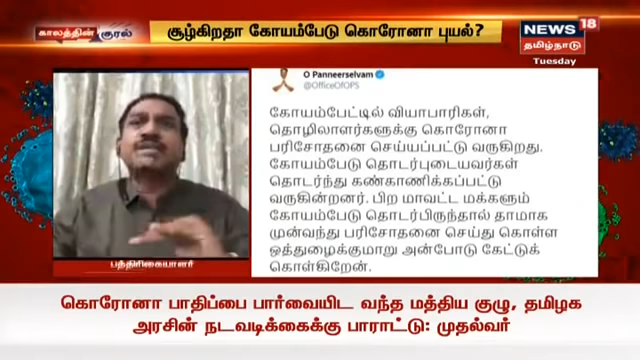 காலத்தின் குரல்
சூழ்கிறதா கோயம்பேடு கொரோனா புயல்?
NEWS 18
தமிழ்நாடு
Tuesday
O Panneerselvam
@OfficeOfOPS
கோயம்பேட்டில் வியாபாரிகள்,
தொழிலாளர்களுக்கு கொரோனா
பரிசோதனை செய்யப்பட்டு வருகிறது.
கோயம்பேடு தொடர்புடையவர்கள்
தொடர்ந்து கண்காணிக்கப்பட்டு
வருகின்றனர். பிற மாவட்ட மக்களும்
கோயம்பேடு தொடர்பிருந்தால் தாமாக
முன்வந்து பரிசோதனை செய்து கொள்ள
ஒத்துழைக்குமாறு அன்போடு கேட்டுக்
கொள்கிறேன்.
பத்திரிகையாளர்
கொரோனா பாதிப்பை பார்வையிட வந்த மத்திய குழு, தமிழக
அரசின் நடவடிக்கைக்கு பாராட்டு: முதல்வர்